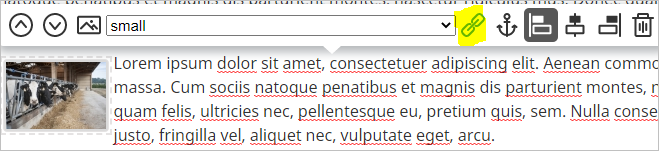 small
Lorem ipsum dolor sit amet, consectetuer adipiscing elit. Aenean commo
massa. Cum sociis natoque penatibus et magnis dis parturient montes, n
quam felis, ultricies nec, pellentesque eu, pretium quis, sem. Nulla conse
justo, fringilla vel, aliquet nec, vulputate eget, arcu.